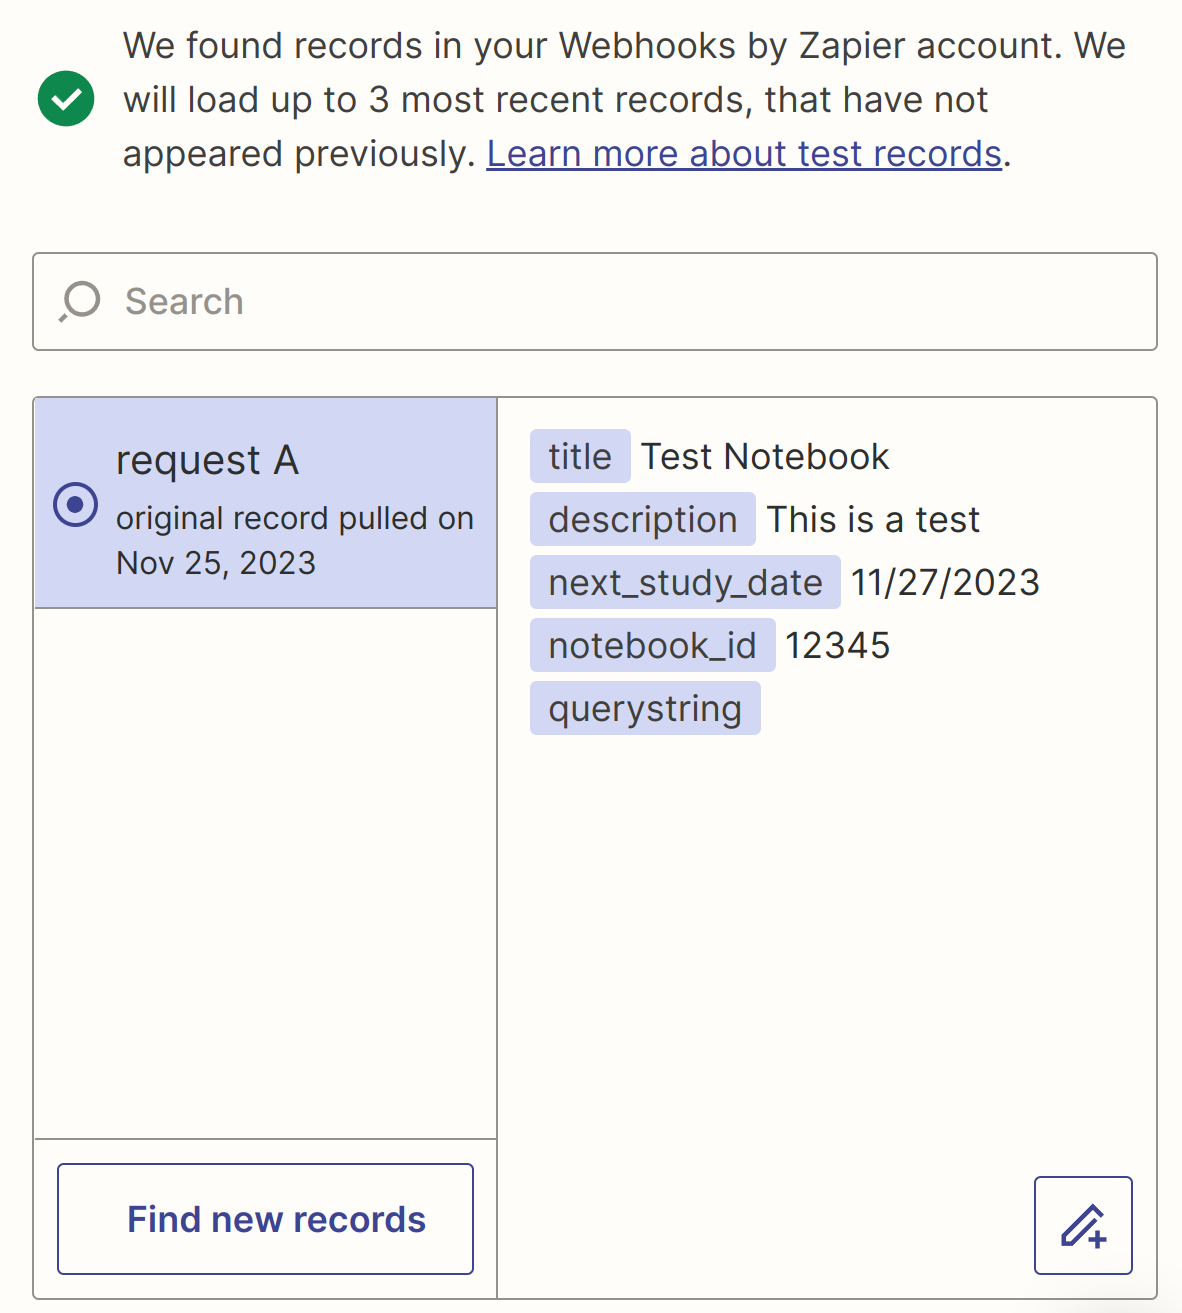 We found records in your Webhooks by Zapier account. We
will load up to 3 most recent records, that have not
appeared previously. Learn more about test records.
Search
request A
original record pulled on
Nov 25, 2023
title Test Notebook
description This is a test
next_study_date 11/27/2023
notebook_id 12345
querystring
Find new records